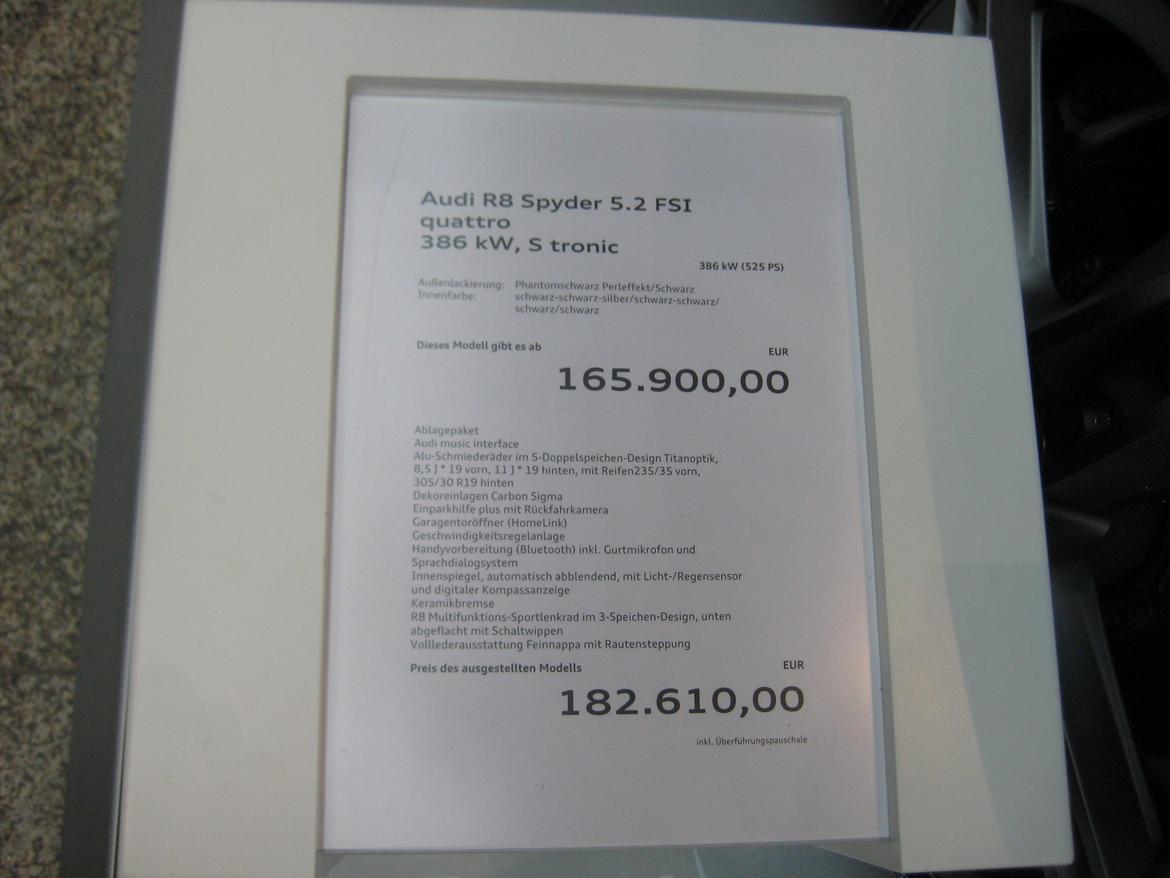 Audi R8 Spyder 5.2 FSI
quattro
386 kW, S tronic
386 kW (525 PS)
Außenlackierung: Phantomschwarz Perleffekt/Schwarz
Innenfarbe: schwarz-schwarz-silber/schwarz-schwarz/
schwarz/schwarz
Dieses Modell gibt es ab EUR
165.900,00
Ablagepaket
Audi music interface
Alu-Schmiederäder im 5-Doppelspeichen-Design Titanoptik,
8,5 J * 19 vorn, 11 J * 19 hinten, mit Reifen235/35 vorn,
305/30 R19 hinten
Dekoreinlagen Carbon Sigma
Einparkhilfe plus mit Rückfahrkamera
Garagentoröffner (HomeLink)
Geschwindigkeitsregelanlage
Handyvorbereitung (Bluetooth) inkl. Gurtmikrofon und
Sprachdialogsystem
Innenspiegel, automatisch abblendend, mit Licht-/Regensensor
und digitaler Kompassanzeige
Keramikbremse
R8 Multifunktions-Sportlenkrad im 3-Speichen-Design, unten
abgeflacht mit Schaltwippen
Volllederausstattung Feinnappa mit Rautensteppung
Preis des ausgestellten Modells EUR
182.610,00
inkl. Überführungspauschale